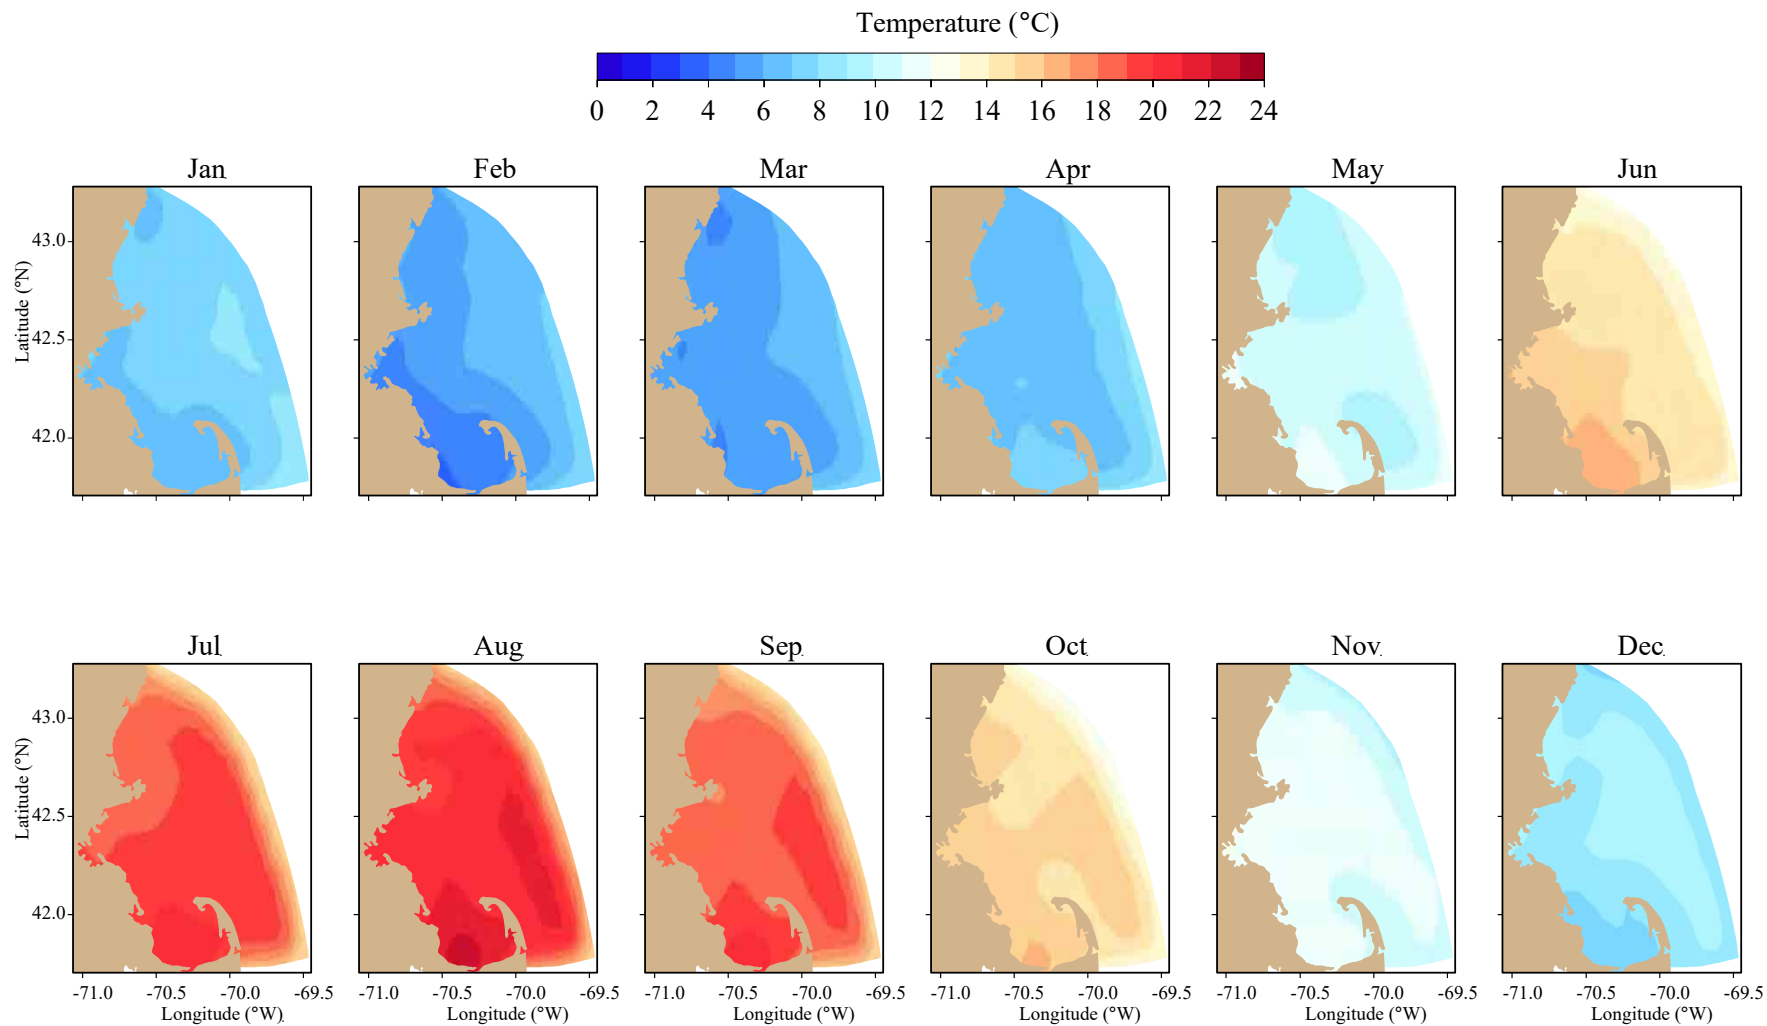 Temperature (°C)
0 2 4 6 8 10 12 14 16 18 20 22 24
Jan Feb Mar Apr May Jun
43.0
42.5
42.0
Latitude (°N)
Jul Aug Sep Oct Nov Dec
43.0
42.5
42.0
Latitude (°N)
-71.0 -70.5 -70.0 -69.5 -71.0 -70.5 -70.0 -69.5 -71.0 -70.5 -70.0 -69.5 -71.0 -70.5 -70.0 -69.5 -71.0 -70.5 -70.0 -69.5 -71.0 -70.5 -70.0 -69.5
Longitude (°W) Longitude (°W) Longitude (°W) Longitude (°W) Longitude (°W) Longitude (°W)